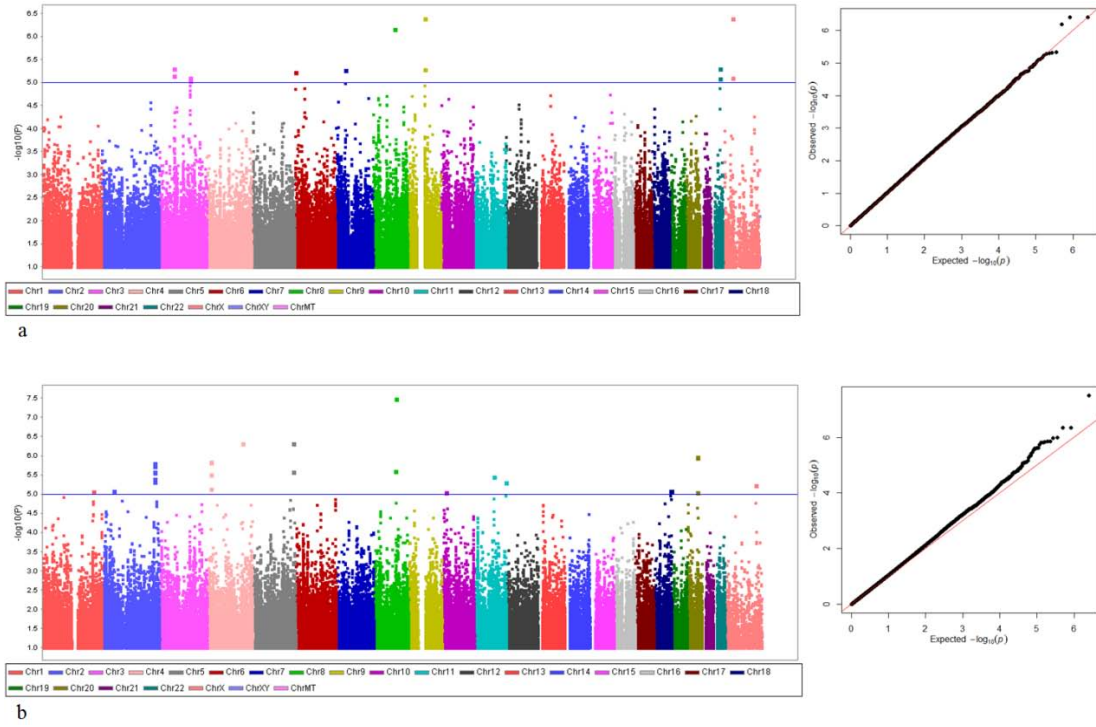 6.5
6.0
5.5
5.0
4.5
4.0
3.5
3.0
2.5
2.0
1.5
1.0
-log10(P)
Chr1 Chr2 Chr3 Chr4 Chr5 Chr6 Chr7 Chr8 Chr9 Chr10 Chr11 Chr12 Chr13 Chr14 Chr15 Chr16 Chr17 Chr18
Chr19 Chr20 Chr21 Chr22 ChrX ChrXY ChrMT
Observed −log10(p)
6
5
4
3
2
1
0
0 1 2 3 4 5 6
Expected −log10(p)
a
7.5
7.0
6.5
6.0
5.5
5.0
4.5
4.0
3.5
3.0
2.5
2.0
1.5
1.0
-log10(P)
Chr1 Chr2 Chr3 Chr4 Chr5 Chr6 Chr7 Chr8 Chr9 Chr10 Chr11 Chr12 Chr13 Chr14 Chr15 Chr16 Chr17 Chr18
Chr19 Chr20 Chr21 Chr22 ChrX ChrXY ChrMT
Observed −log10(p)
6
4
2
0
0 1 2 3 4 5 6
Expected −log10(p)
b